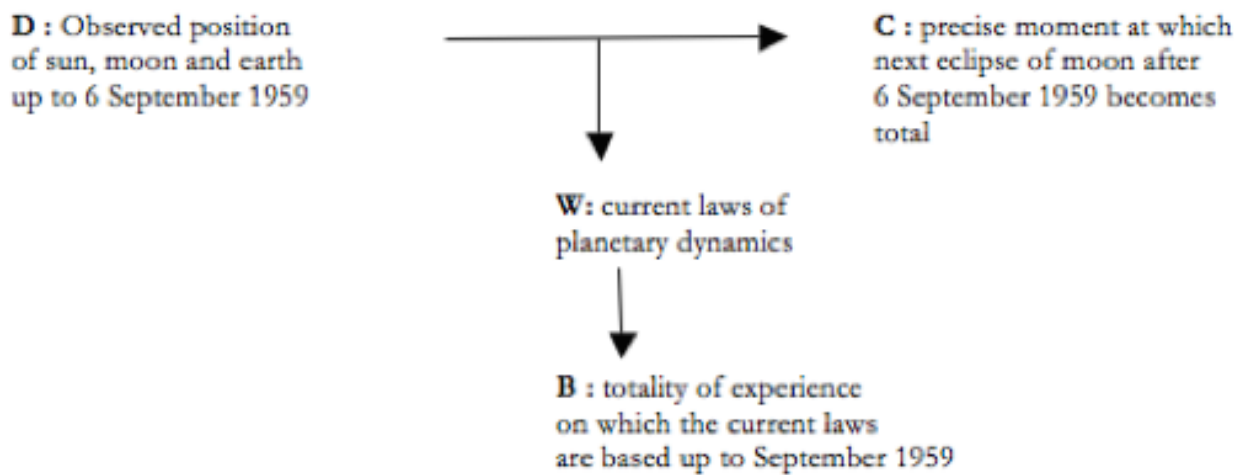 D : Observed position
of sun, moon and earth
up to 6 September 1959
C : precise moment at which
next eclipse of moon after
6 September 1959 becomes
total
W: current laws of
planetary dynamics
B : totality of experience
on which the current laws
are based up to September 1959